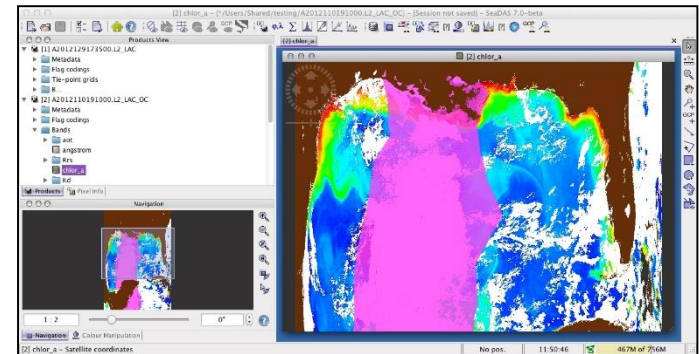 [2] chlor_a - [*/Users/Shared/testing/A2012110191000.L2_LAC_OC] - [Session not saved] - SeaDAS 7.0-beta
Products View
[1] A2012129173500.L2_LAC
Metadata
Flag codings
Tie-point grids
B...
[2] A2012110191000.L2_LAC_OC
Metadata
Flag codings
Bands
aot
angstrom
Rrs
chlor_a
Kd
Products
Pixel Info
[2] chlor_a
[2] chlor_a
GCP
Navigation
1 : 2
0°
Navigation
Colour Manipulation
[2] chlor_a - Satellite coordinates
No pos.
11:50:46
467M of 756M